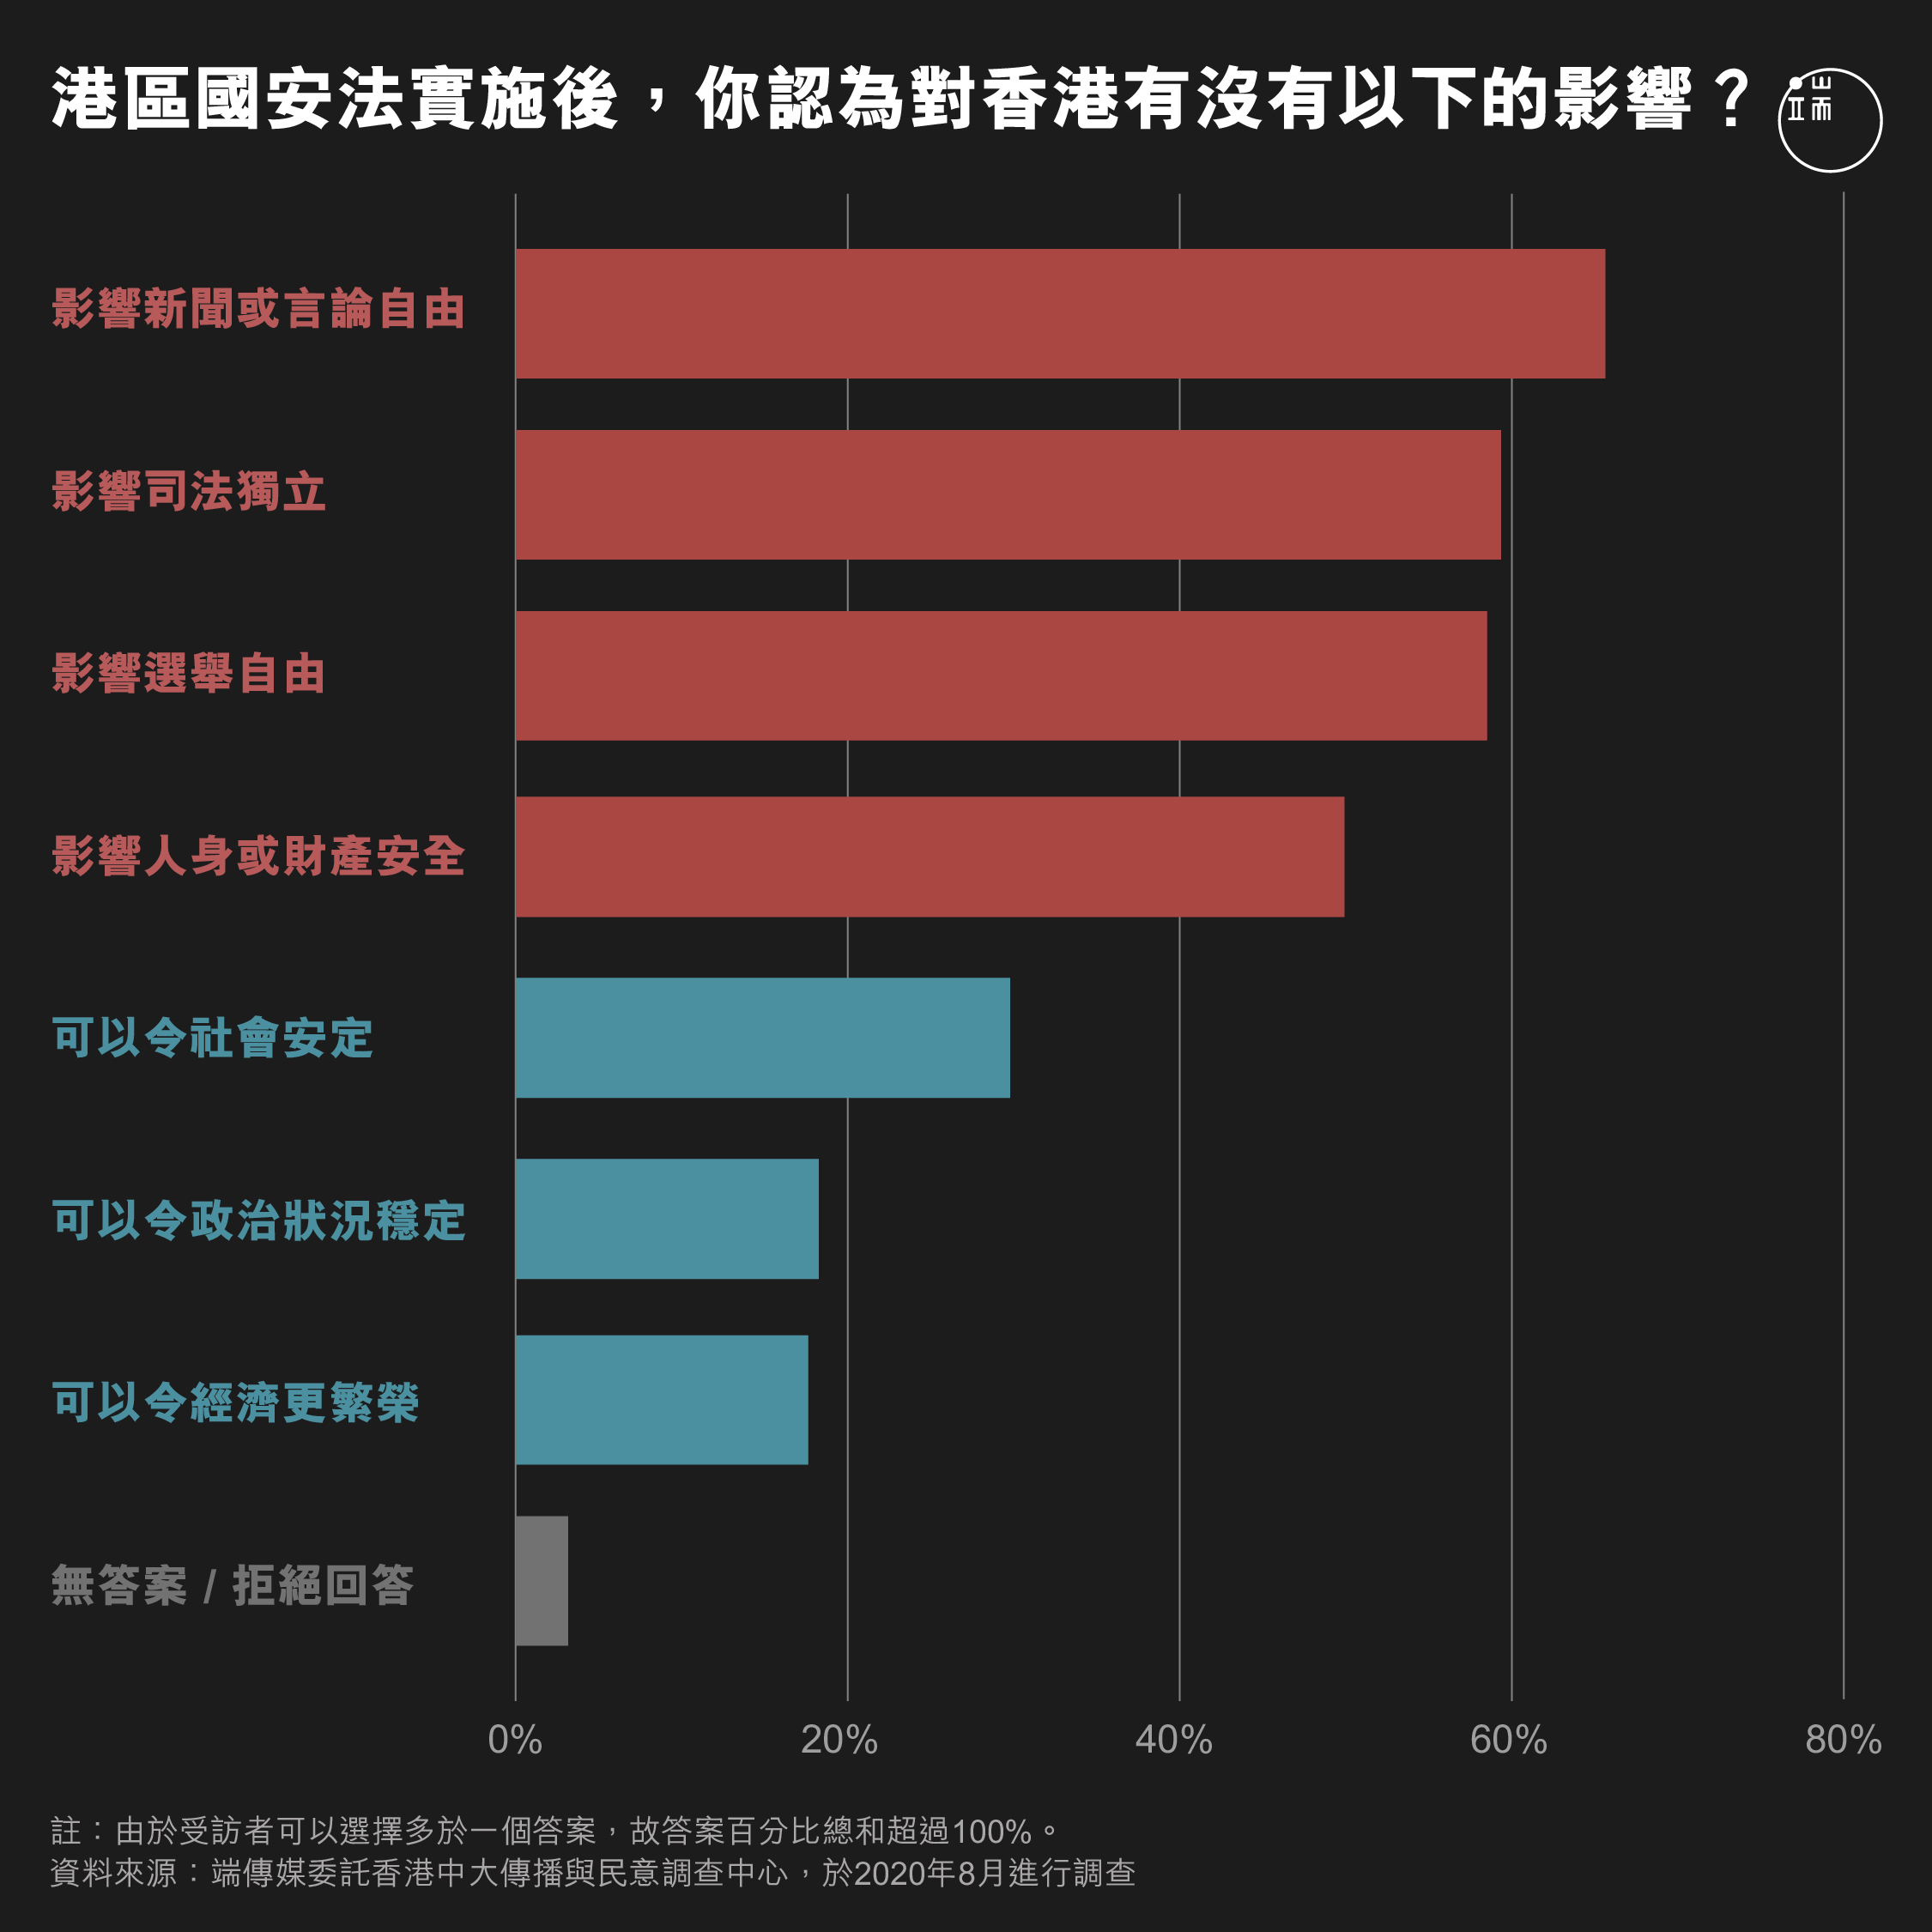 港區國安法實施後，你認為對香港有沒有以下的影響？
端
影響新聞或言論自由
影響司法獨立
影響選舉自由
影響人身或財產安全
可以令社會安定
可以令政治狀況穩定
可以令經濟更繁榮
無答案 / 拒絕回答
0% 20% 40% 60% 80%
註：由於受訪者可以選擇多於一個答案，故答案百分比總和超過100%。
資料來源：端傳媒委託香港中大傳播與民意調查中心，於2020年8月進行調查